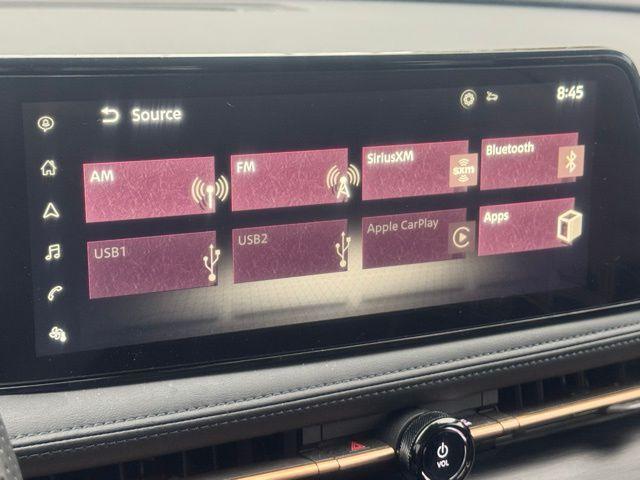 Source
8:45
AM
FM
SiriusXM
sxm
Bluetooth
USB1
USB2
Apple CarPlay
Apps
VOL